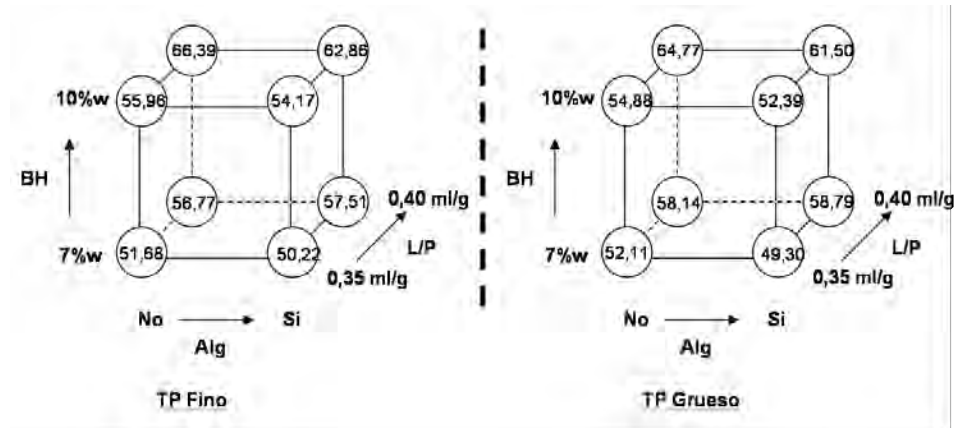 66,39 62,86
10%w 55,96 54,17
BH
56,77 57,51 0,40 ml/g
7%w 51,68 50,22 L/P
0,35 ml/g
No Si
Alg
TP Fino
64,77 61,50
10%w 54,88 52,39
BH
58,14 58,79 0,40 ml/g
7%w 52,11 49,30 L/P
0,35 ml/g
No Si
Alg
TP Grueso